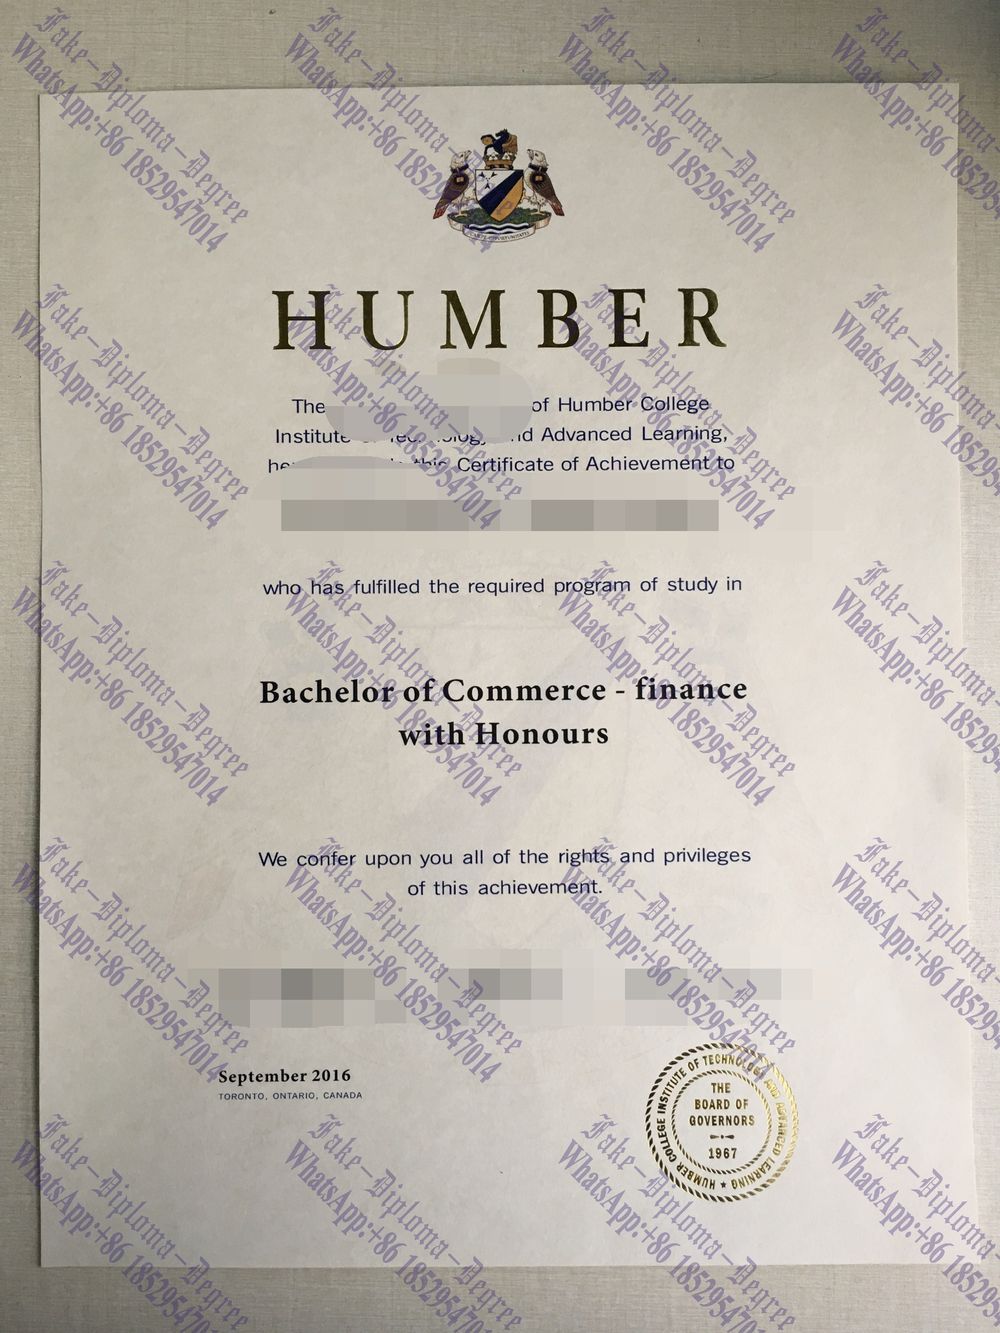 HUMBER
The of Humber College
Institute and Advanced Learning,
this Certificate of Achievement to
who has fulfilled the required program of study in
Bachelor of Commerce - finance
with Honours
We confer upon you all of the rights and privileges
of this achievement.
September 2016
TORONTO, ONTARIO, CANADA
HUMBER COLLEGE INSTITUTE OF TECHNOLOGY AND ADVANCED LEARNING ★
THE
BOARD OF
GOVERNORS
1967
Fake-Diploma-Degree
WhatsApp:+86 18529547014